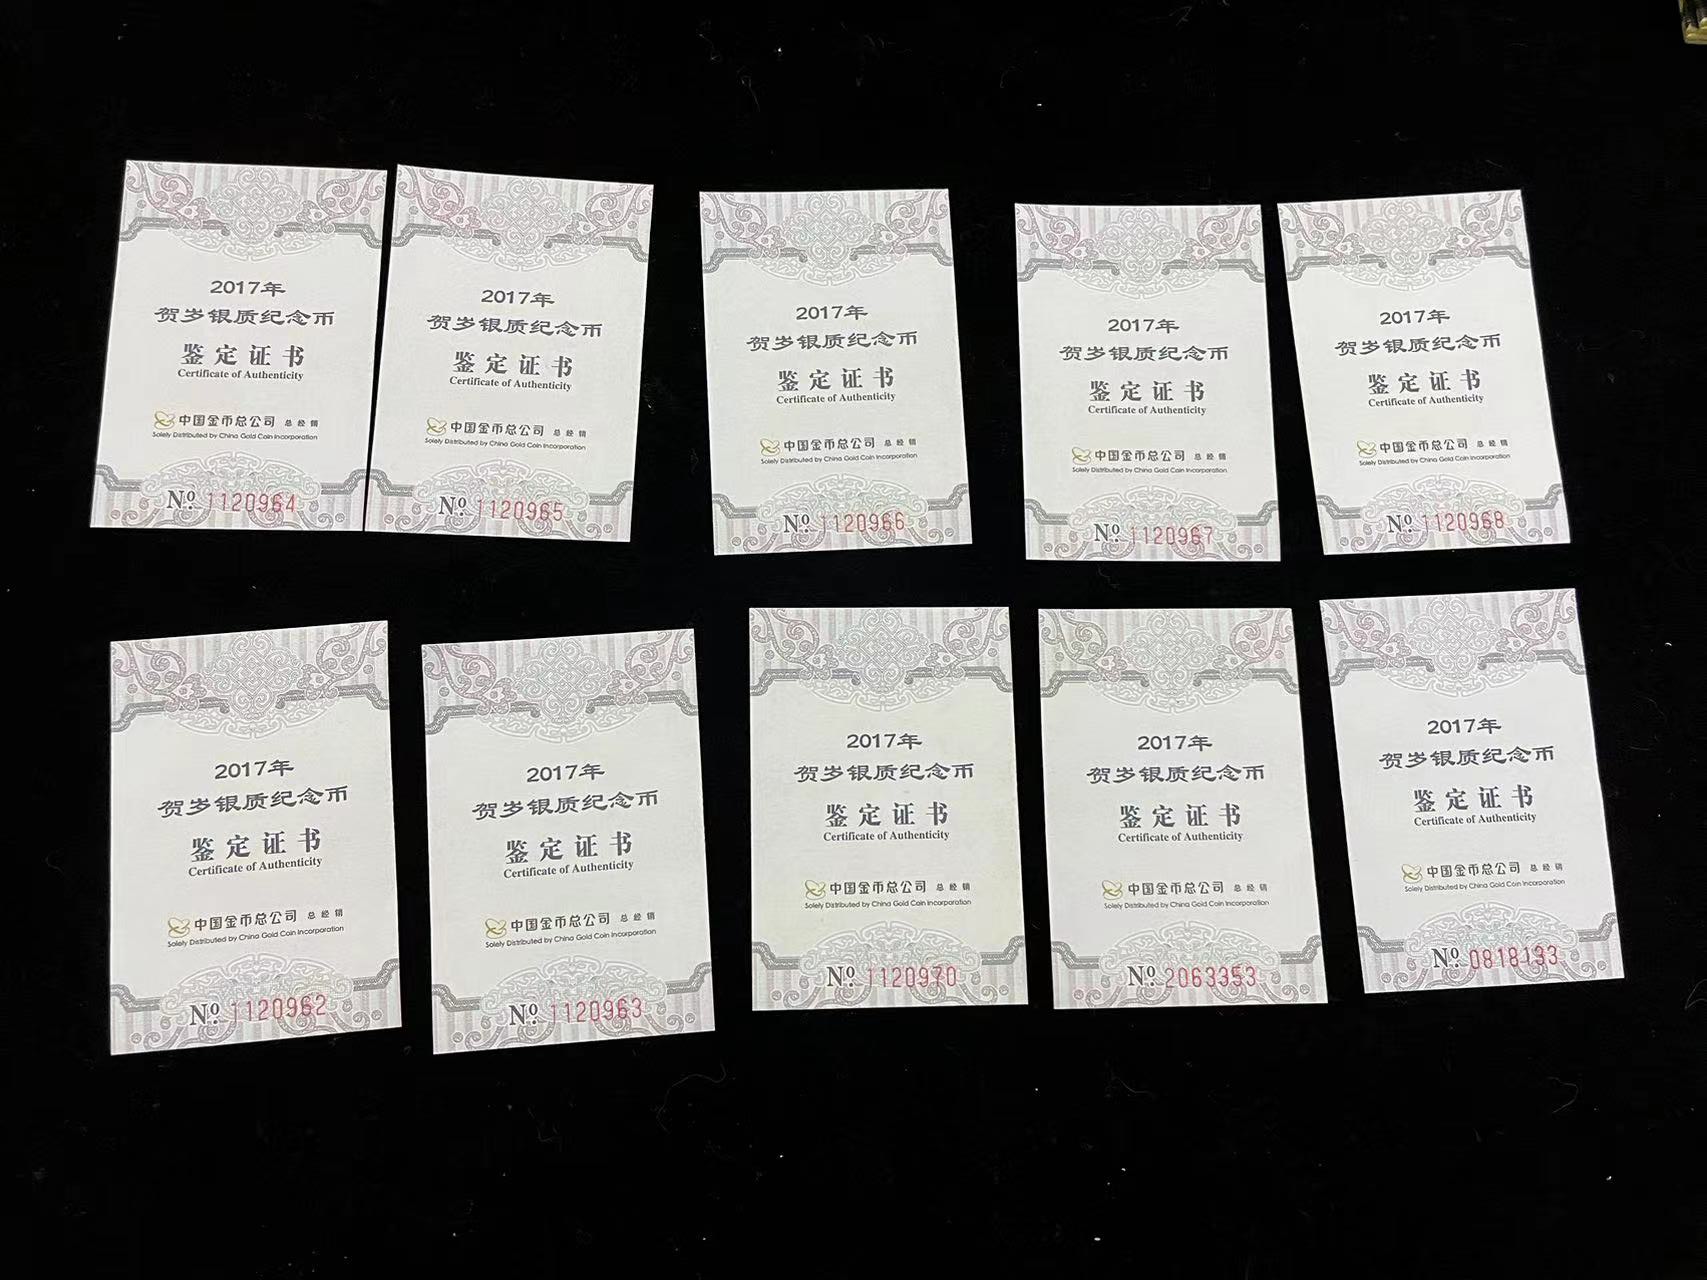 2017年
贺岁银质纪念币
鉴定证书
Certificate of Authenticity
中国金币总公司 总经销
Solely Distributed by China Gold Coin Incorporation
№ 1120964
2017年
贺岁银质纪念币
鉴定证书
Certificate of Authenticity
中国金币总公司 总经销
Solely Distributed by China Gold Coin Incorporation
№ 1120965
2017年
贺岁银质纪念币
鉴定证书
Certificate of Authenticity
中国金币总公司 总经销
Solely Distributed by China Gold Coin Incorporation
№ 1120966
2017年
贺岁银质纪念币
鉴定证书
Certificate of Authenticity
中国金币总公司 总经销
Solely Distributed by China Gold Coin Incorporation
№ 1120967
2017年
贺岁银质纪念币
鉴定证书
Certificate of Authenticity
中国金币总公司 总经销
Solely Distributed by China Gold Coin Incorporation
№ 1120968
2017年
贺岁银质纪念币
鉴定证书
Certificate of Authenticity
中国金币总公司 总经销
Solely Distributed by China Gold Coin Incorporation
№ 1120962
2017年
贺岁银质纪念币
鉴定证书
Certificate of Authenticity
中国金币总公司 总经销
Solely Distributed by China Gold Coin Incorporation
№ 1120963
2017年
贺岁银质纪念币
鉴定证书
Certificate of Authenticity
中国金币总公司 总经销
Solely Distributed by China Gold Coin Incorporation
№ 1120970
2017年
贺岁银质纪念币
鉴定证书
Certificate of Authenticity
中国金币总公司 总经销
Solely Distributed by China Gold Coin Incorporation
№ 2063353
2017年
贺岁银质纪念币
鉴定证书
Certificate of Authenticity
中国金币总公司 总经销
Solely Distributed by China Gold Coin Incorporation
№ 0818133